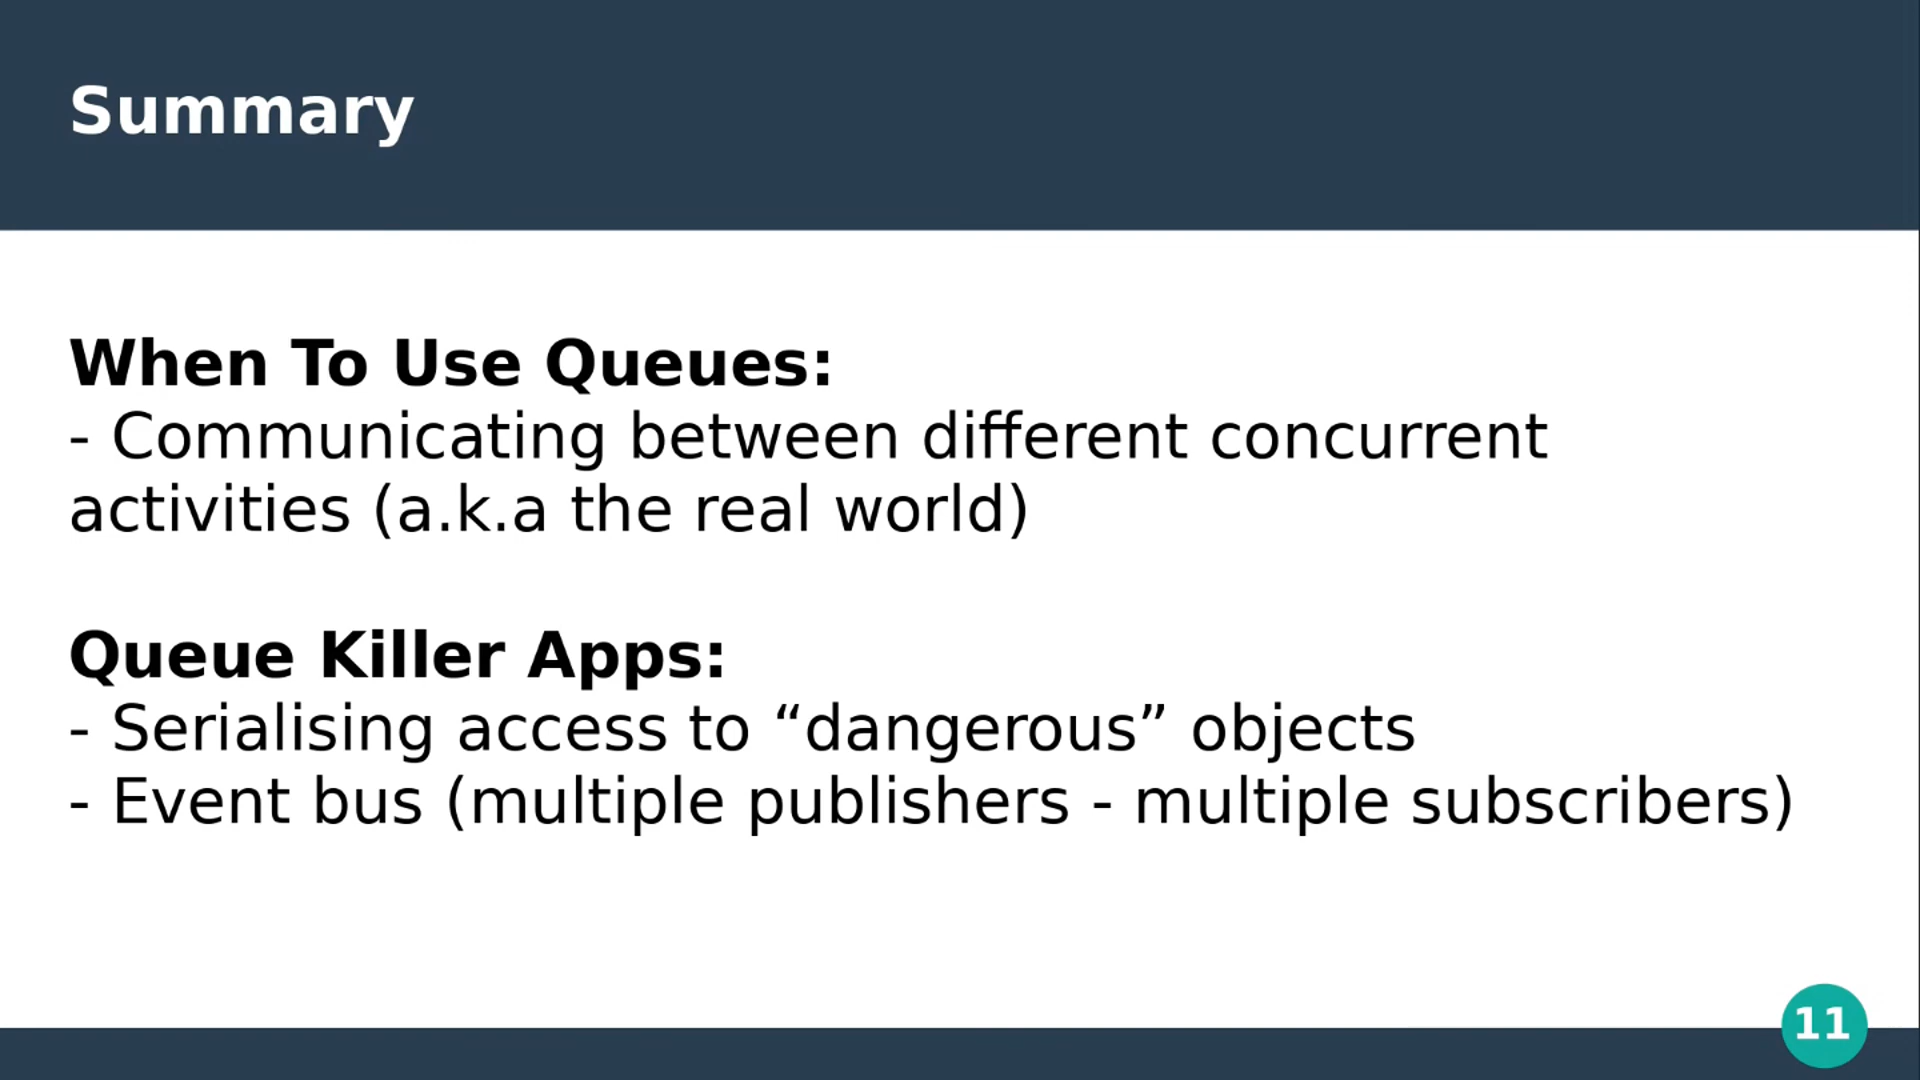 Summary
When To Use Queues:
- Communicating between different concurrent
activities (a.k.a the real world)
Queue Killer Apps:
- Serialising access to “dangerous” objects
- Event bus (multiple publishers - multiple subscribers)
11